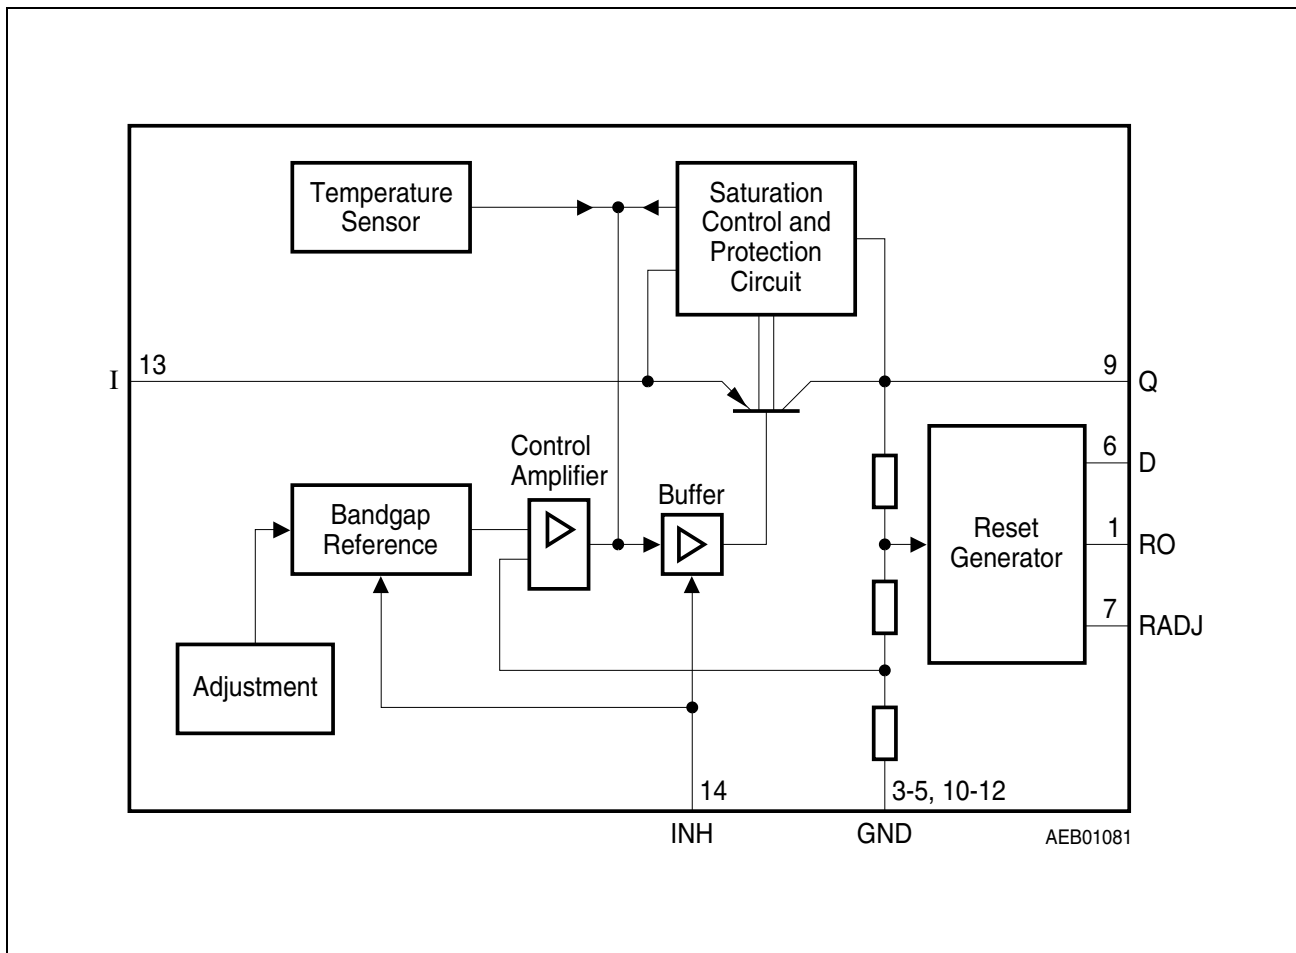 Temperature
Sensor
Saturation
Control and
Protection
Circuit
I
13
9
Q
Control
Amplifier
Buffer
Bandgap
Reference
Reset
Generator
6
D
1
RO
7
RADJ
Adjustment
14
3-5, 10-12
INH
GND
AEB01081